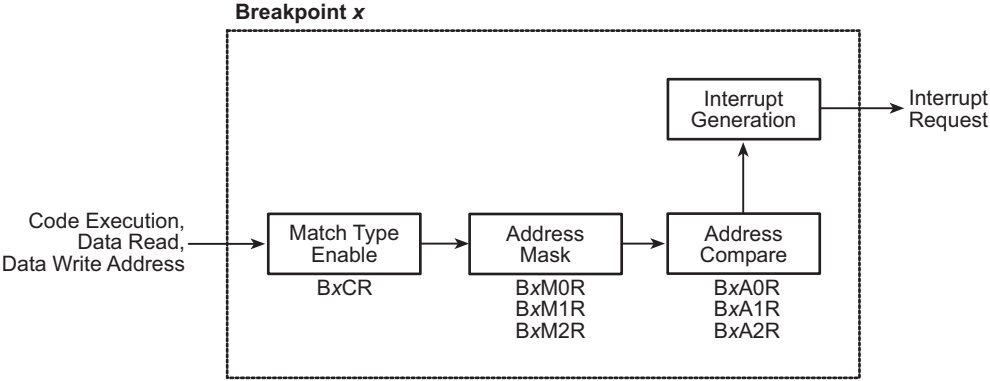 Breakpoint x
Interrupt
Generation
Interrupt
Request
Code Execution,
Data Read,
Data Write Address
Match Type
Enable
BxCR
Address
Mask
BxM0R
BxM1R
BxM2R
Address
Compare
BxA0R
BxA1R
BxA2R